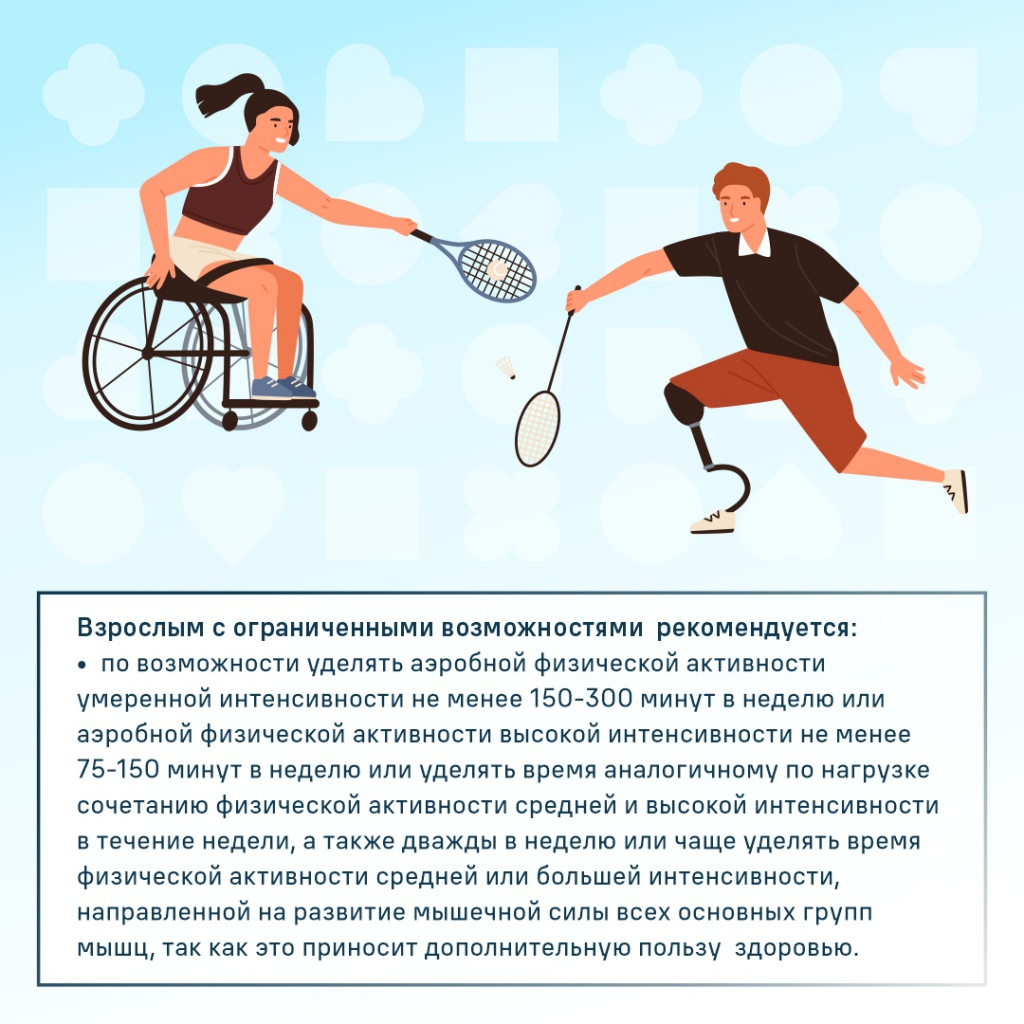 Взрослым с ограниченными возможностями рекомендуется:
• по возможности уделять аэробной физической активности
умеренной интенсивности не менее 150-300 минут в неделю или
аэробной физической активности высокой интенсивности не менее
75-150 минут в неделю или уделять время аналогичному по нагрузке
сочетанию физической активности средней и высокой интенсивности
в течение недели, а также дважды в неделю или чаще уделять время
физической активности средней или большей интенсивности,
направленной на развитие мышечной силы всех основных групп
мышц, так как это приносит дополнительную пользу здоровью.